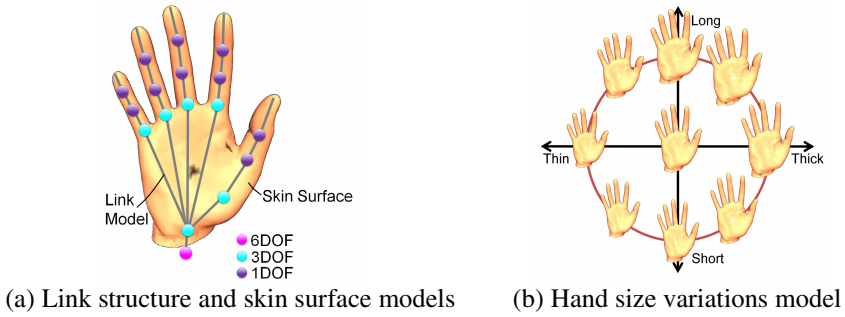 Link
Model
Skin Surface
6DOF
3DOF
1DOF
(a) Link structure and skin surface models
Long
Thin
Thick
Short
(b) Hand size variations model